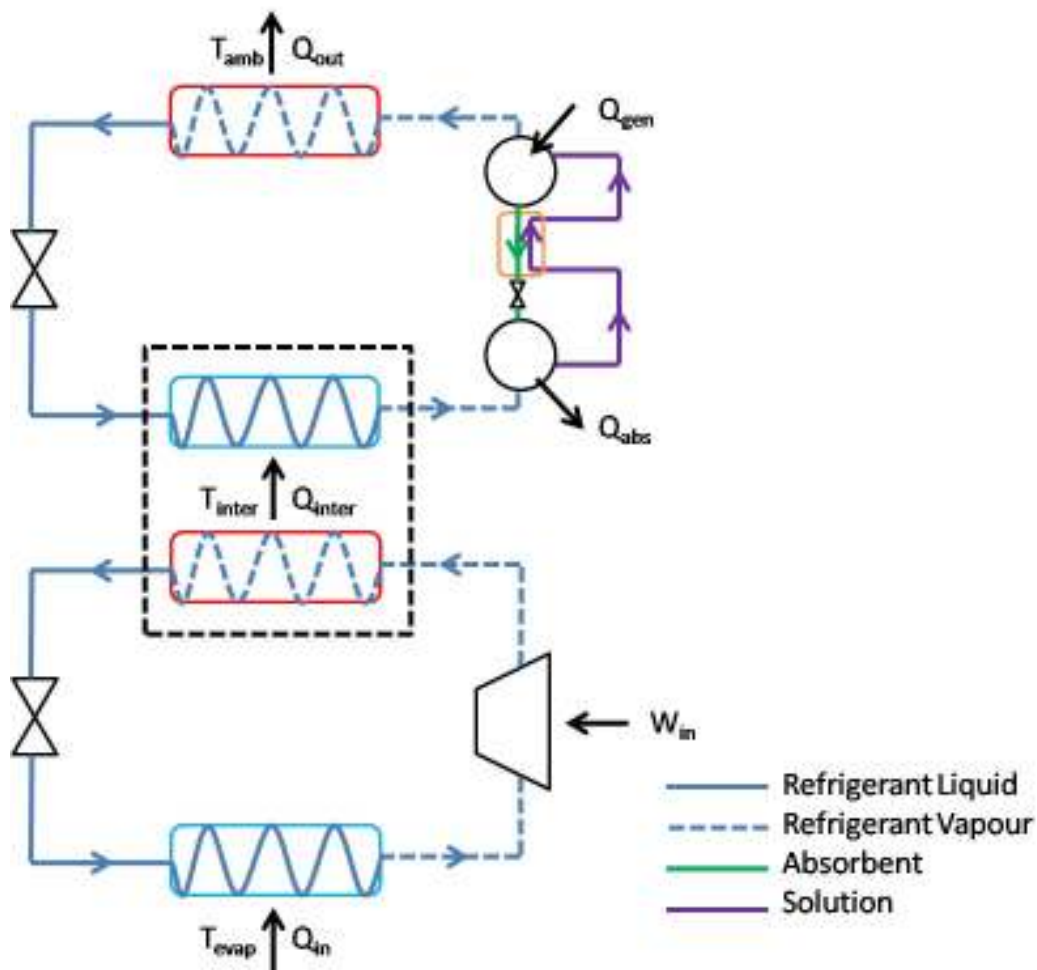 T_amb Q_out
Q_gen
Q_abs
T_inter Q_inter
W_in
Refrigerant Liquid
Refrigerant Vapour
Absorbent
Solution
T_evap Q_in